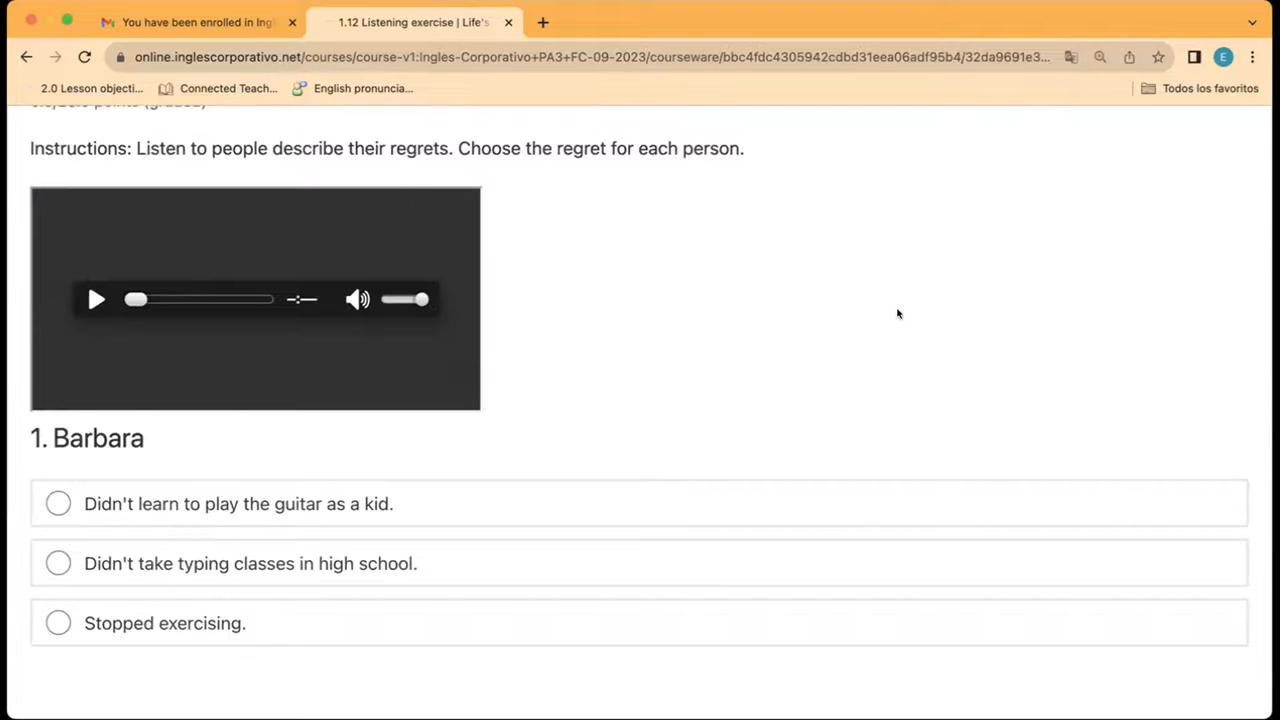 You have been enrolled in Ingl
1.12 Listening exercise | Life's
online.inglescorporativo.net/courses/course-v1:Ingles-Corporativo+PA3+FC-09-2023/courseware/bbc4fdc4305942cdbd31eea06adf95b4/32da9691e3...
E
2.0 Lesson objecti...
Connected Teach...
English pronuncia...
Todos los favoritos
Instructions: Listen to people describe their regrets. Choose the regret for each person.
1. Barbara
Didn't learn to play the guitar as a kid.
Didn't take typing classes in high school.
Stopped exercising.